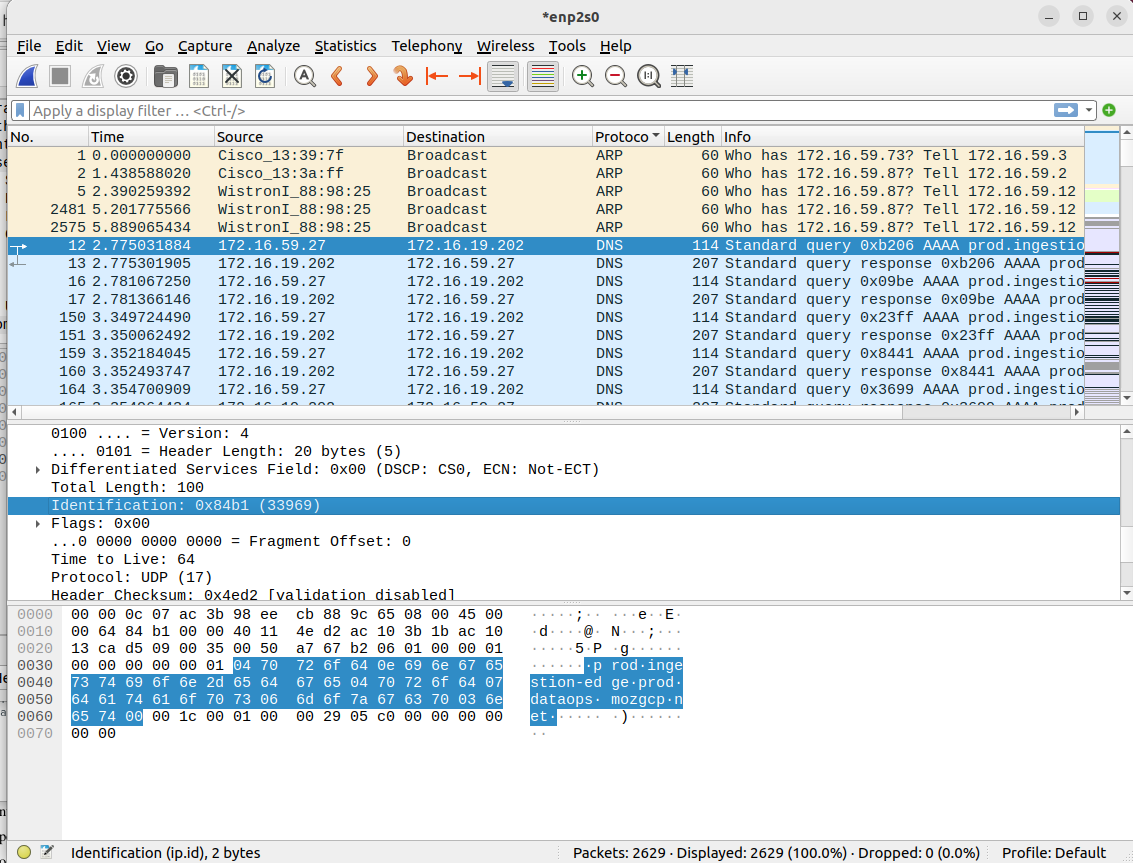 *enp2s0
File Edit View Go Capture Analyze Statistics Telephony Wireless Tools Help
Apply a display filter … <Ctrl-/>
No. Time Source Destination Protoco Length Info
1 0.000000000 Cisco_13:39:7f Broadcast ARP 60 Who has 172.16.59.73? Tell 172.16.59.3
2 1.438588020 Cisco_13:3a:ff Broadcast ARP 60 Who has 172.16.59.87? Tell 172.16.59.2
5 2.390259392 WistronI_88:98:25 Broadcast ARP 60 Who has 172.16.59.87? Tell 172.16.59.12
2481 5.201775566 WistronI_88:98:25 Broadcast ARP 60 Who has 172.16.59.87? Tell 172.16.59.12
2575 5.889065434 WistronI_88:98:25 Broadcast ARP 60 Who has 172.16.59.87? Tell 172.16.59.12
12 2.775031884 172.16.59.27 172.16.19.202 DNS 114 Standard query 0xb206 AAAA prod.ingestio
13 2.775301905 172.16.19.202 172.16.59.27 DNS 207 Standard query response 0xb206 AAAA prod
16 2.781067250 172.16.59.27 172.16.19.202 DNS 114 Standard query 0x09be AAAA prod.ingestio
17 2.781366146 172.16.19.202 172.16.59.27 DNS 207 Standard query response 0x09be AAAA prod
150 3.349724490 172.16.59.27 172.16.19.202 DNS 114 Standard query 0x23ff AAAA prod.ingestio
151 3.350062492 172.16.19.202 172.16.59.27 DNS 207 Standard query response 0x23ff AAAA prod
159 3.352184045 172.16.59.27 172.16.19.202 DNS 114 Standard query 0x8441 AAAA prod.ingestio
160 3.352493747 172.16.19.202 172.16.59.27 DNS 207 Standard query response 0x8441 AAAA prod
164 3.354700909 172.16.59.27 172.16.19.202 DNS 114 Standard query 0x3699 AAAA prod.ingestio
0100 .... = Version: 4
.... 0101 = Header Length: 20 bytes (5)
Differentiated Services Field: 0x00 (DSCP: CS0, ECN: Not-ECT)
Total Length: 100
Identification: 0x84b1 (33969)
Flags: 0x00
...0 0000 0000 0000 = Fragment Offset: 0
Time to Live: 64
Protocol: UDP (17)
Header Checksum: 0x4ed2 [validation disabled]
0000 00 00 0c 07 ac 3b 98 ee cb 88 9c 65 08 00 45 00 ·····;·· ···e··E·
0010 00 64 84 b1 00 00 40 11 4e d2 ac 10 3b 1b ac 10 ·d····@· N···;···
0020 13 ca d5 09 00 35 00 50 a7 67 b2 06 01 00 00 01 ·····5·P ·g······
0030 00 00 00 00 00 01 04 70 72 6f 64 0e 69 6e 67 65 ·······p rod·inge
0040 73 74 69 6f 6e 2d 65 64 67 65 04 70 72 6f 64 07 stion-ed ge·prod·
0050 64 61 74 61 6f 70 73 06 6d 6f 7a 67 63 70 03 6e dataops· mozgcp·n
0060 65 74 00 00 1c 00 01 00 00 29 05 c0 00 00 00 00 et······ ·)······
0070 00 00 ··
Identification (ip.id), 2 bytes Packets: 2629 · Displayed: 2629 (100.0%) · Dropped: 0 (0.0%) Profile: Default